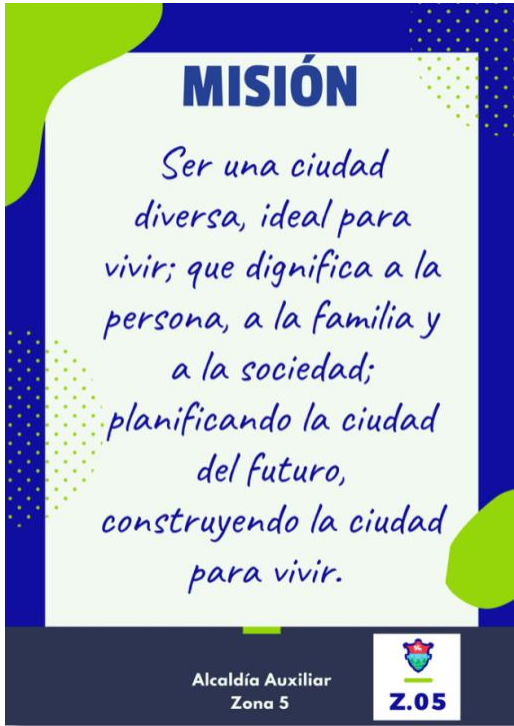 MISIÓN
Ser una ciudad
diversa, ideal para
vivir; que dignifica a la
persona, a la familia y
a la sociedad;
planificando la ciudad
del futuro,
construyendo la ciudad
para vivir.
Alcaldía Auxiliar
Zona 5
Z.05